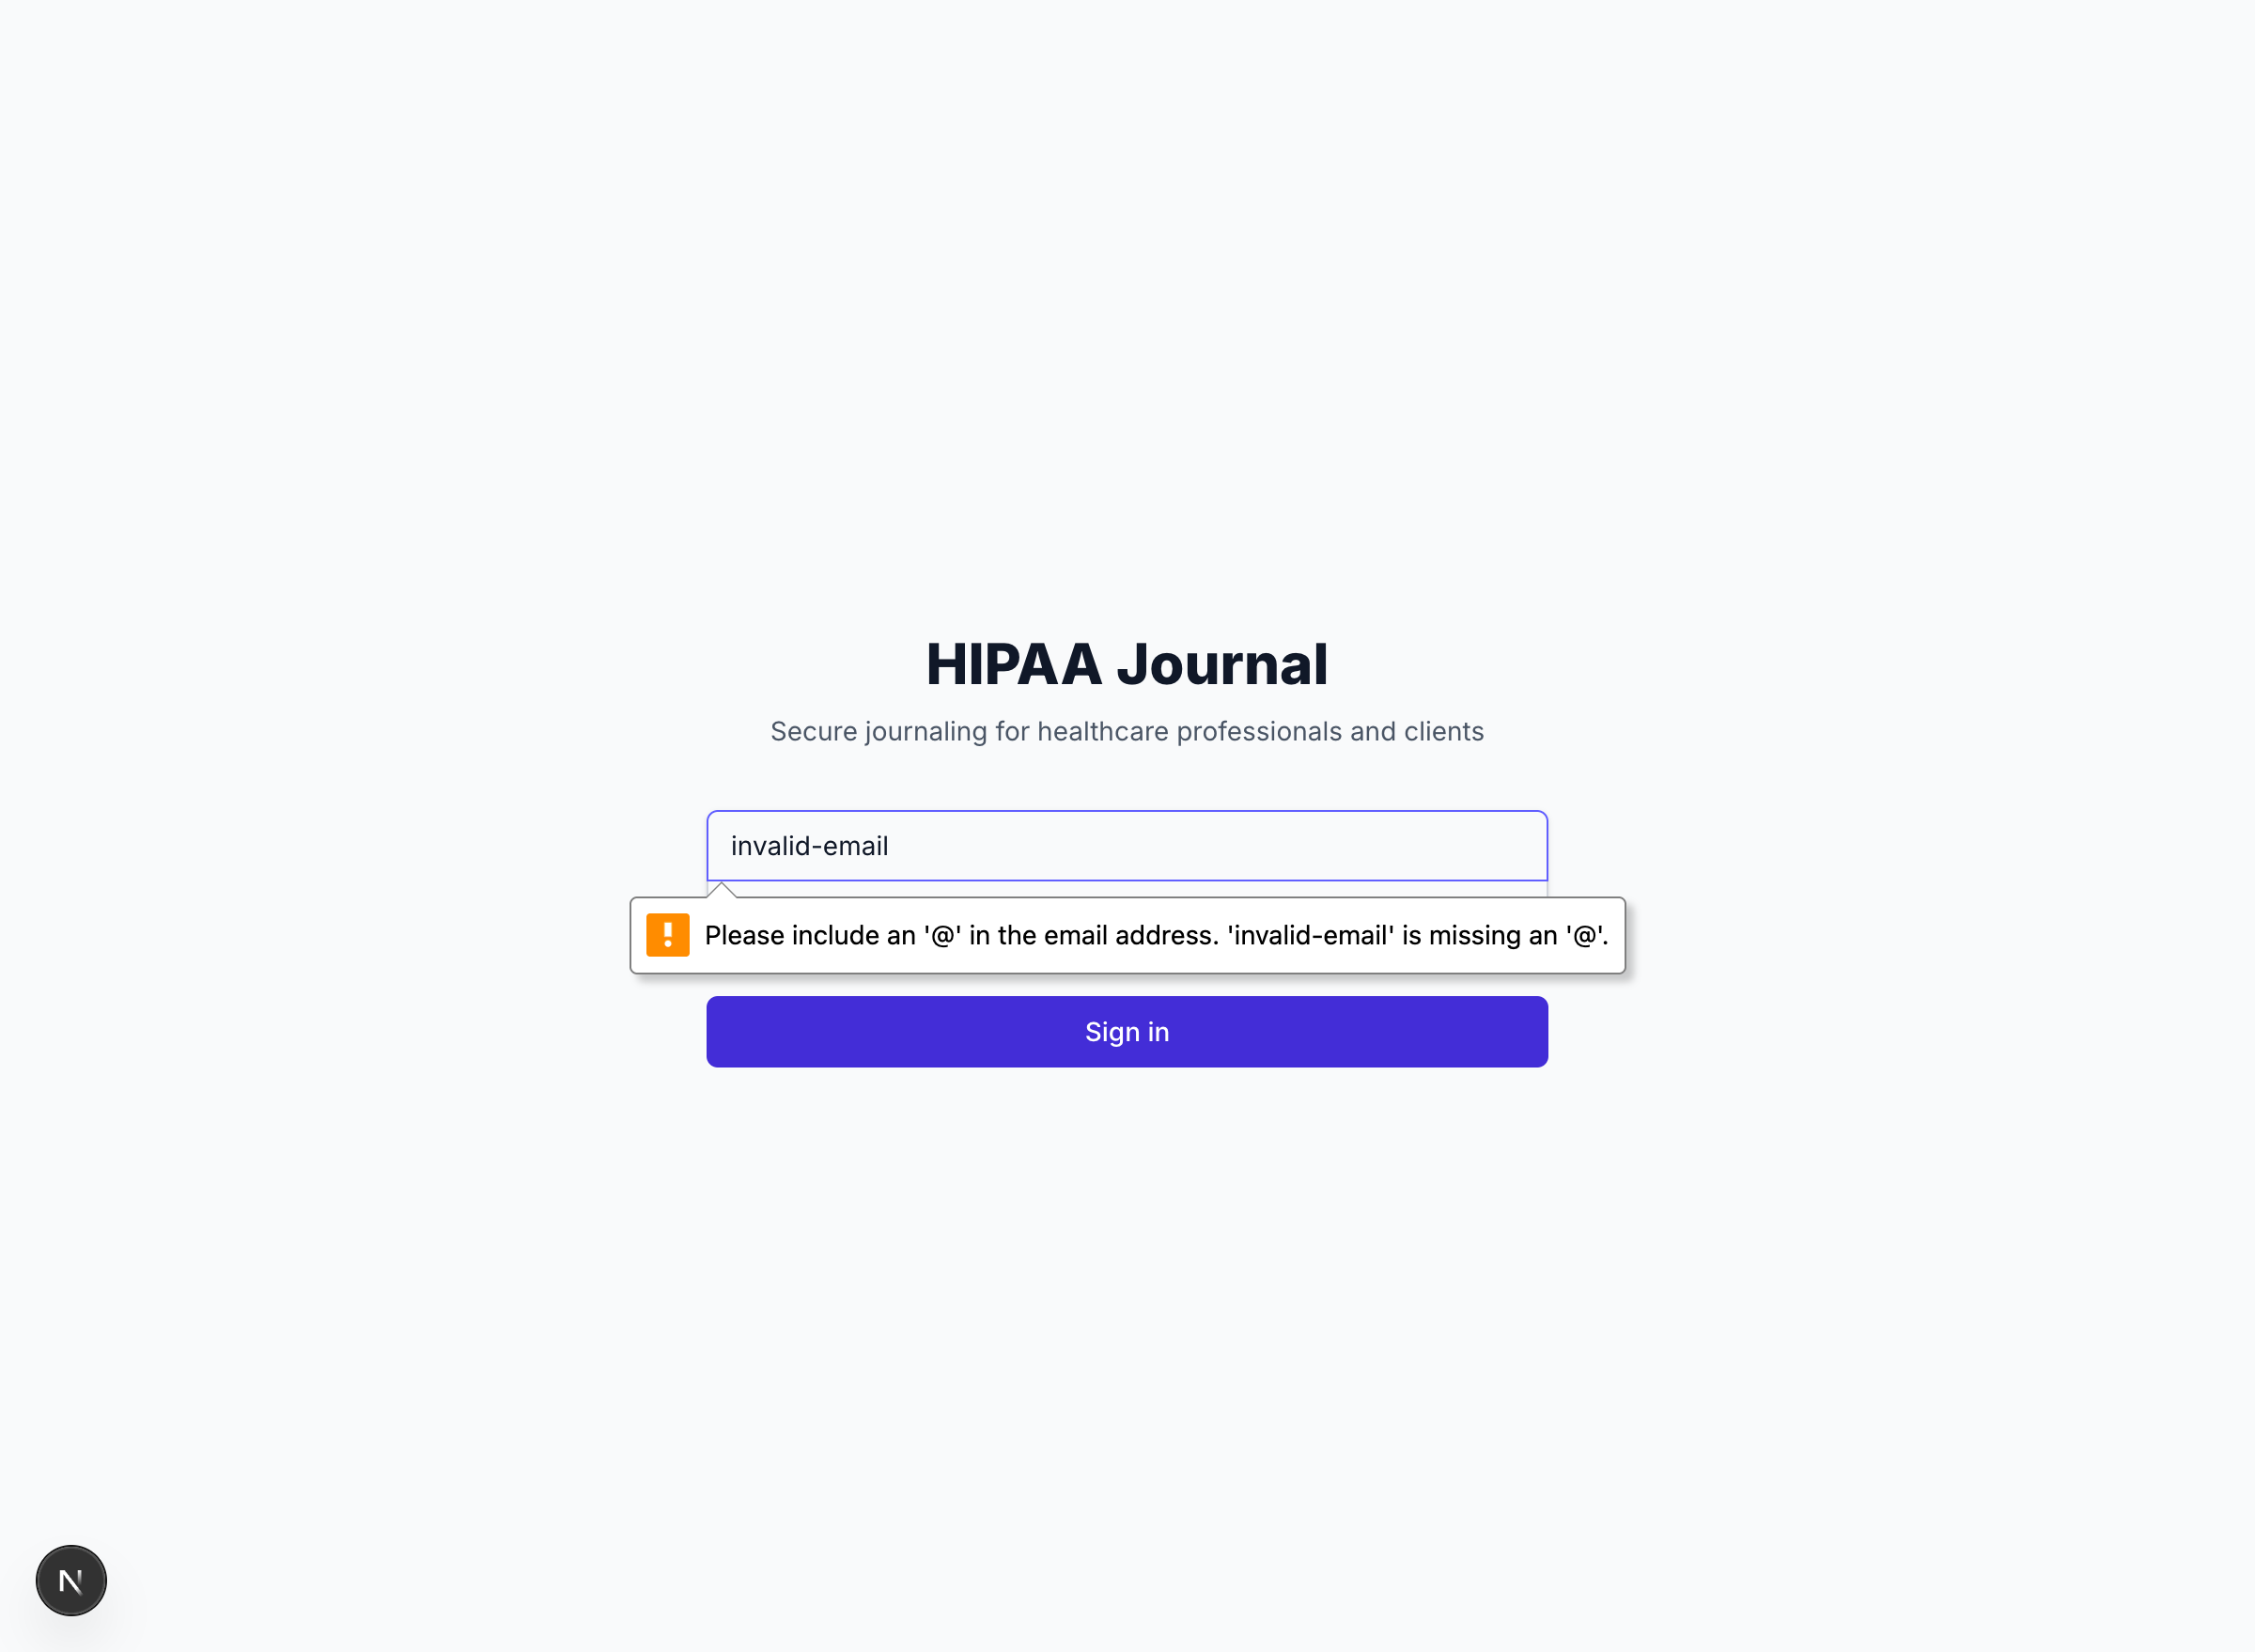 HIPAA Journal
Secure journaling for healthcare professionals and clients
invalid-email
Please include an '@' in the email address. 'invalid-email' is missing an '@'.
Sign in
N